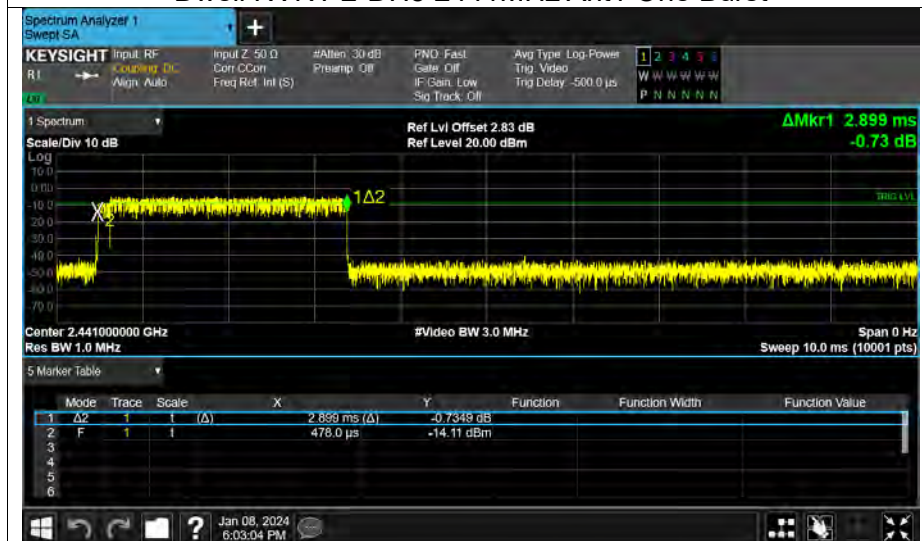 Spectrum Analyzer 1
Swept SA
KEYSIGHT Input: RF Input Z: 50 Ω #Atten: 30 dB PNO: Fast Avg Type: Log-Power 1 2 3 4 5 6
R1 Coupling: DC Corr CCorr Preamp: Off Gate: Off Trig: Video W W W W W W
Align: Auto Freq Ref: Int (S) IF Gain: Low Trig Delay: -500.0 µs P N N N N N
Sig Track: Off
1 Spectrum Ref Lvl Offset 2.83 dB ΔMkr1 2.899 ms
Scale/Div 10 dB Ref Level 20.00 dBm -0.73 dB
Log
10.0
0.00
-10.0 1Δ2 TRIG LVL
-20.0 X2
-30.0
-40.0
-50.0
-60.0
-70.0
Center 2.441000000 GHz #Video BW 3.0 MHz Span 0 Hz
Res BW 1.0 MHz Sweep 10.0 ms (10001 pts)
5 Marker Table
Mode Trace Scale X Y Function Function Width Function Value
1 Δ2 1 t (Δ) 2.899 ms (Δ) -0.7349 dB
2 F 1 t 478.0 µs -14.11 dBm
3
4
5
6
? Jan 08, 2024
6:03:04 PM